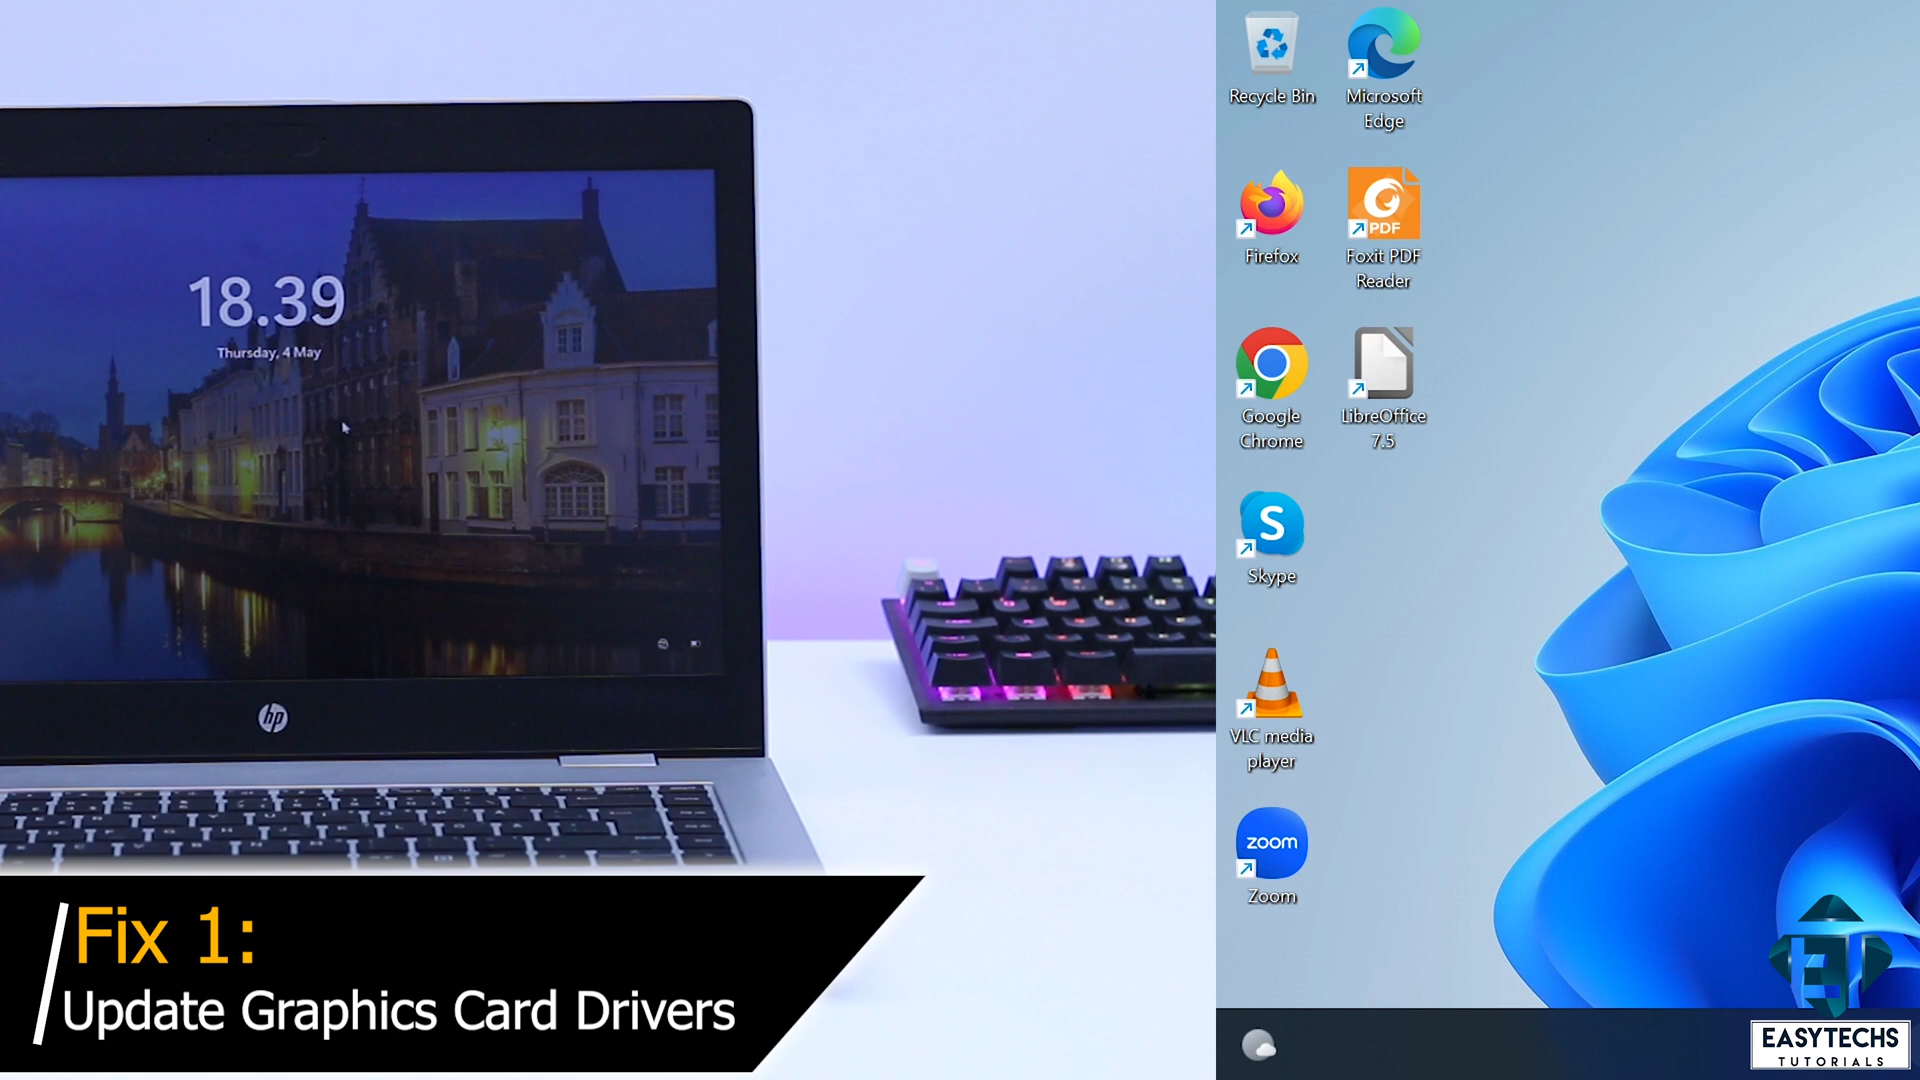 18.39
Thursday, 4 May
hp
Fix 1:
Update Graphics Card Drivers
Recycle Bin
Microsoft
Edge
Firefox
PDF
Foxit PDF
Reader
Google
Chrome
LibreOffice
7.5
S
Skype
VLC media
player
zoom
Zoom
ET
EASYTECHS
TUTORIALS